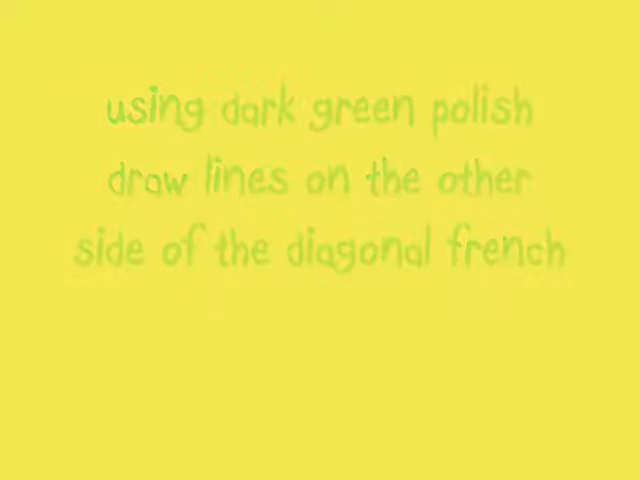 using dark green polish
draw lines on the other
side of the diagonal french